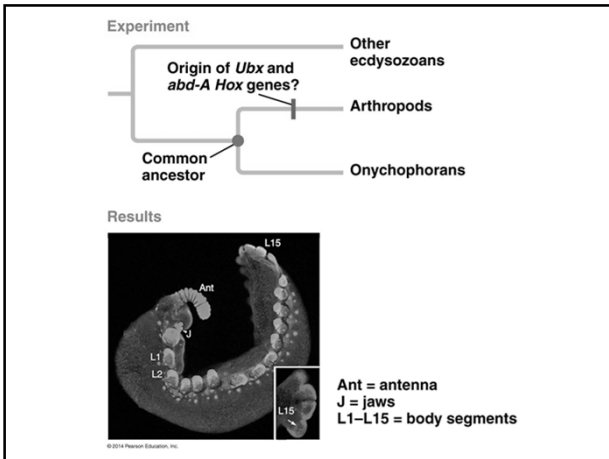 Experiment
Other
ecdysozoans
Origin of Ubx and
abd-A Hox genes?
Arthropods
Common
ancestor
Onychophorans
Results
L15
Ant
J
L1
L2
L15
Ant = antenna
J = jaws
L1–L15 = body segments
© 2014 Pearson Education, Inc.